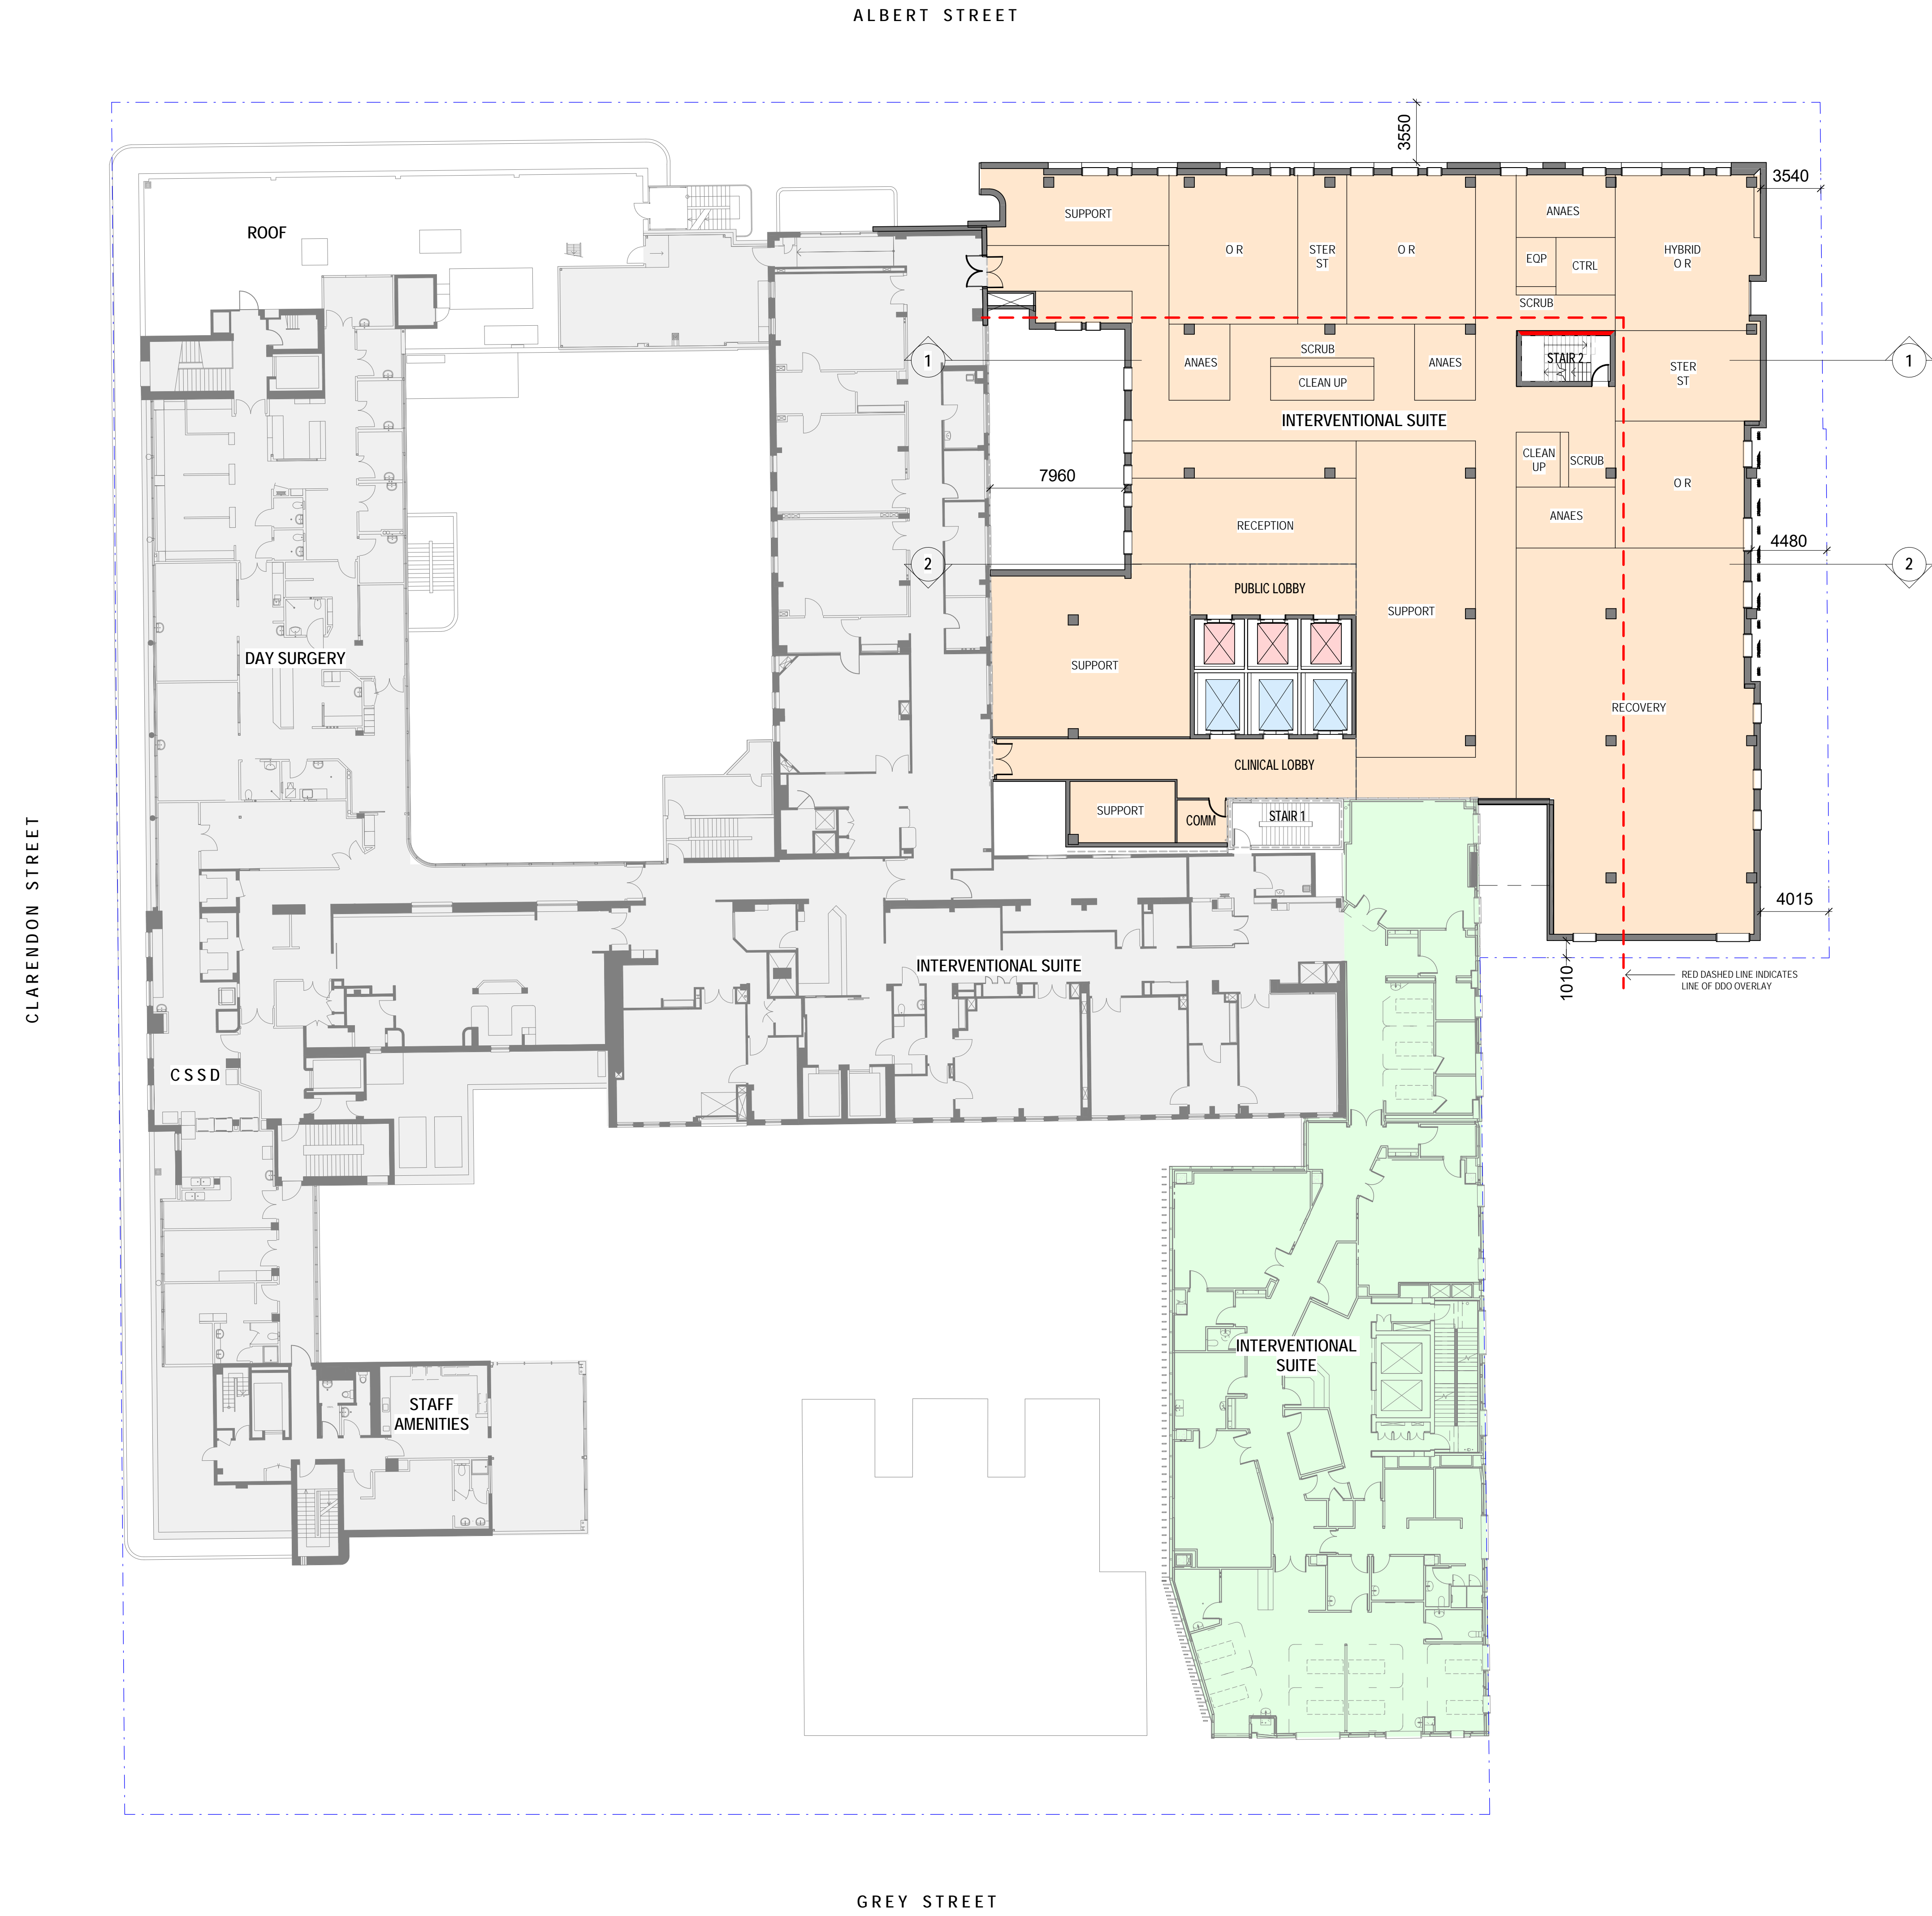 ALBERT STREET
3550
3540
ROOF
SUPPORT
O R
STER
ST
O R
ANAES
EQP
CTRL
HYBRID
O R
SCRUB
1
ANAES
SCRUB
CLEAN UP
ANAES
STAIR 2
STER
ST
1
INTERVENTIONAL SUITE
7960
CLEAN
UP
SCRUB
O R
ANAES
RECEPTION
4480
2
PUBLIC LOBBY
2
SUPPORT
DAY SURGERY
SUPPORT
RECOVERY
CLINICAL LOBBY
SUPPORT
COMM
STAIR 1
4015
CLARENDON STREET
INTERVENTIONAL SUITE
1010
RED DASHED LINE INDICATES
LINE OF DDO OVERLAY
CSSD
INTERVENTIONAL
SUITE
STAFF
AMENITIES
GREY STREET